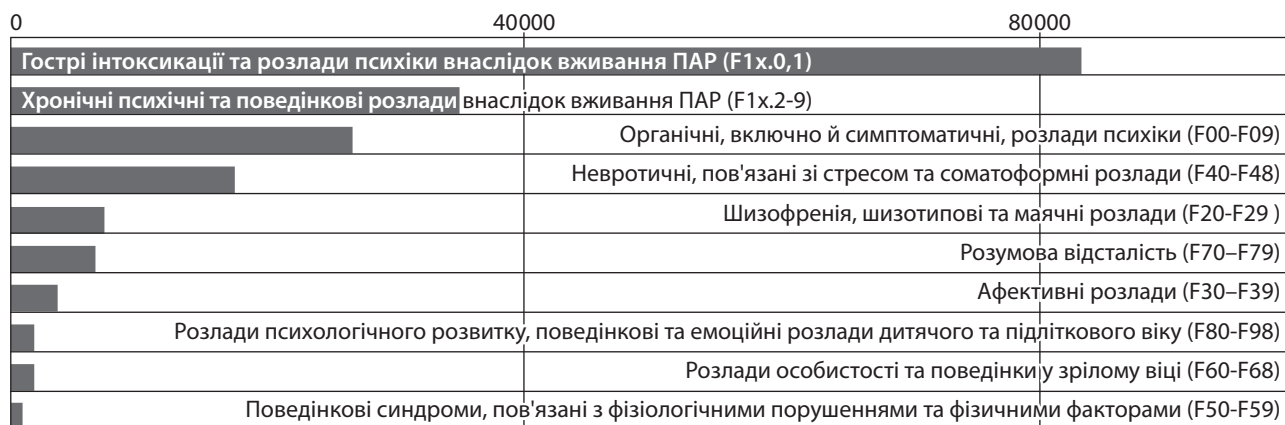 0 40000 80000
Гострі інтоксикації та розлади психіки внаслідок вживання ПАР (F1x.0,1)
Хронічні психічні та поведінкові розлади внаслідок вживання ПАР (F1x.2-9)
Органічні, включно й симптоматичні, розлади психіки (F00-F09)
Невротичні, пов'язані зі стресом та соматоформні розлади (F40-F48)
Шизофренія, шизотипові та маячні розлади (F20-F29 )
Розумова відсталість (F70–F79)
Афективні розлади (F30–F39)
Розлади психологічного розвитку, поведінкові та емоційні розлади дитячого та підліткового віку (F80-F98)
Розлади особистості та поведінки у зрілому віці (F60-F68)
Поведінкові синдроми, пов'язані з фізіологічними порушеннями та фізичними факторами (F50-F59)